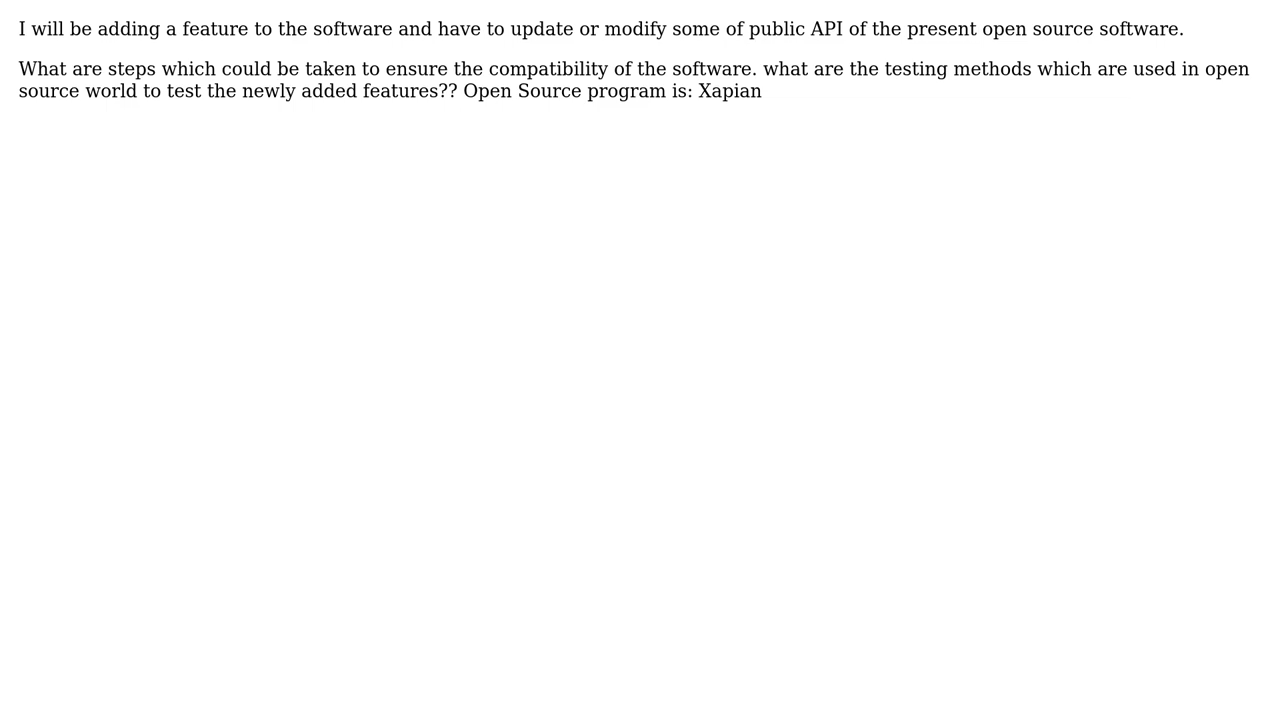 I will be adding a feature to the software and have to update or modify some of public API of the present open source software.
What are steps which could be taken to ensure the compatibility of the software. what are the testing methods which are used in open
source world to test the newly added features?? Open Source program is: Xapian